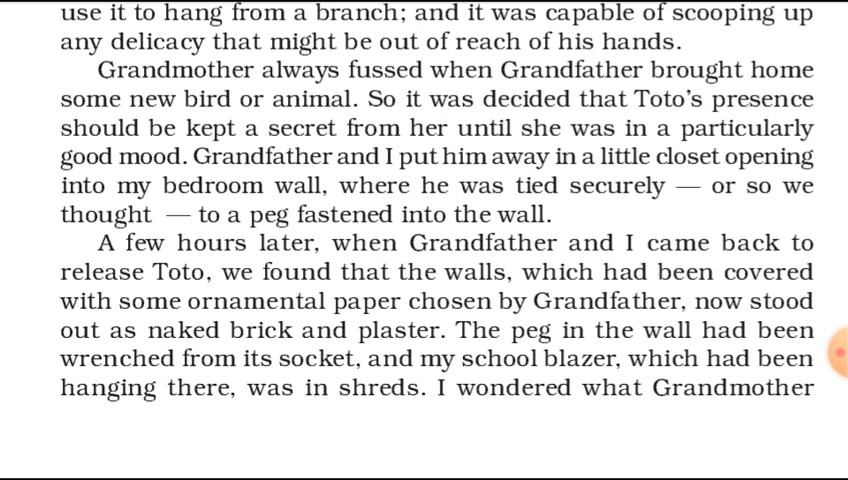 use it to hang from a branch; and it was capable of scooping up
any delicacy that might be out of reach of his hands.
Grandmother always fussed when Grandfather brought home
some new bird or animal. So it was decided that Toto’s presence
should be kept a secret from her until she was in a particularly
good mood. Grandfather and I put him away in a little closet opening
into my bedroom wall, where he was tied securely — or so we
thought — to a peg fastened into the wall.
A few hours later, when Grandfather and I came back to
release Toto, we found that the walls, which had been covered
with some ornamental paper chosen by Grandfather, now stood
out as naked brick and plaster. The peg in the wall had been
wrenched from its socket, and my school blazer, which had been
hanging there, was in shreds. I wondered what Grandmother